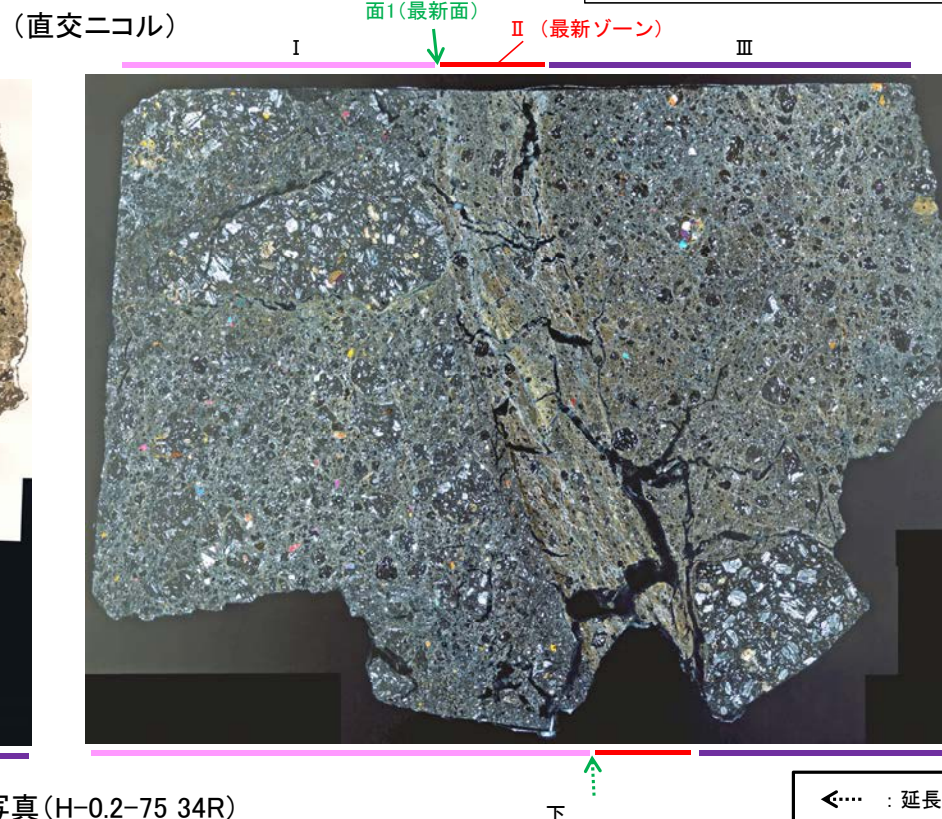 面1(最新面)
(直交ニコル)
Ⅱ (最新ゾーン)
Ⅰ
Ⅲ
写真(H-0.2-75 34R)
下
: 延長